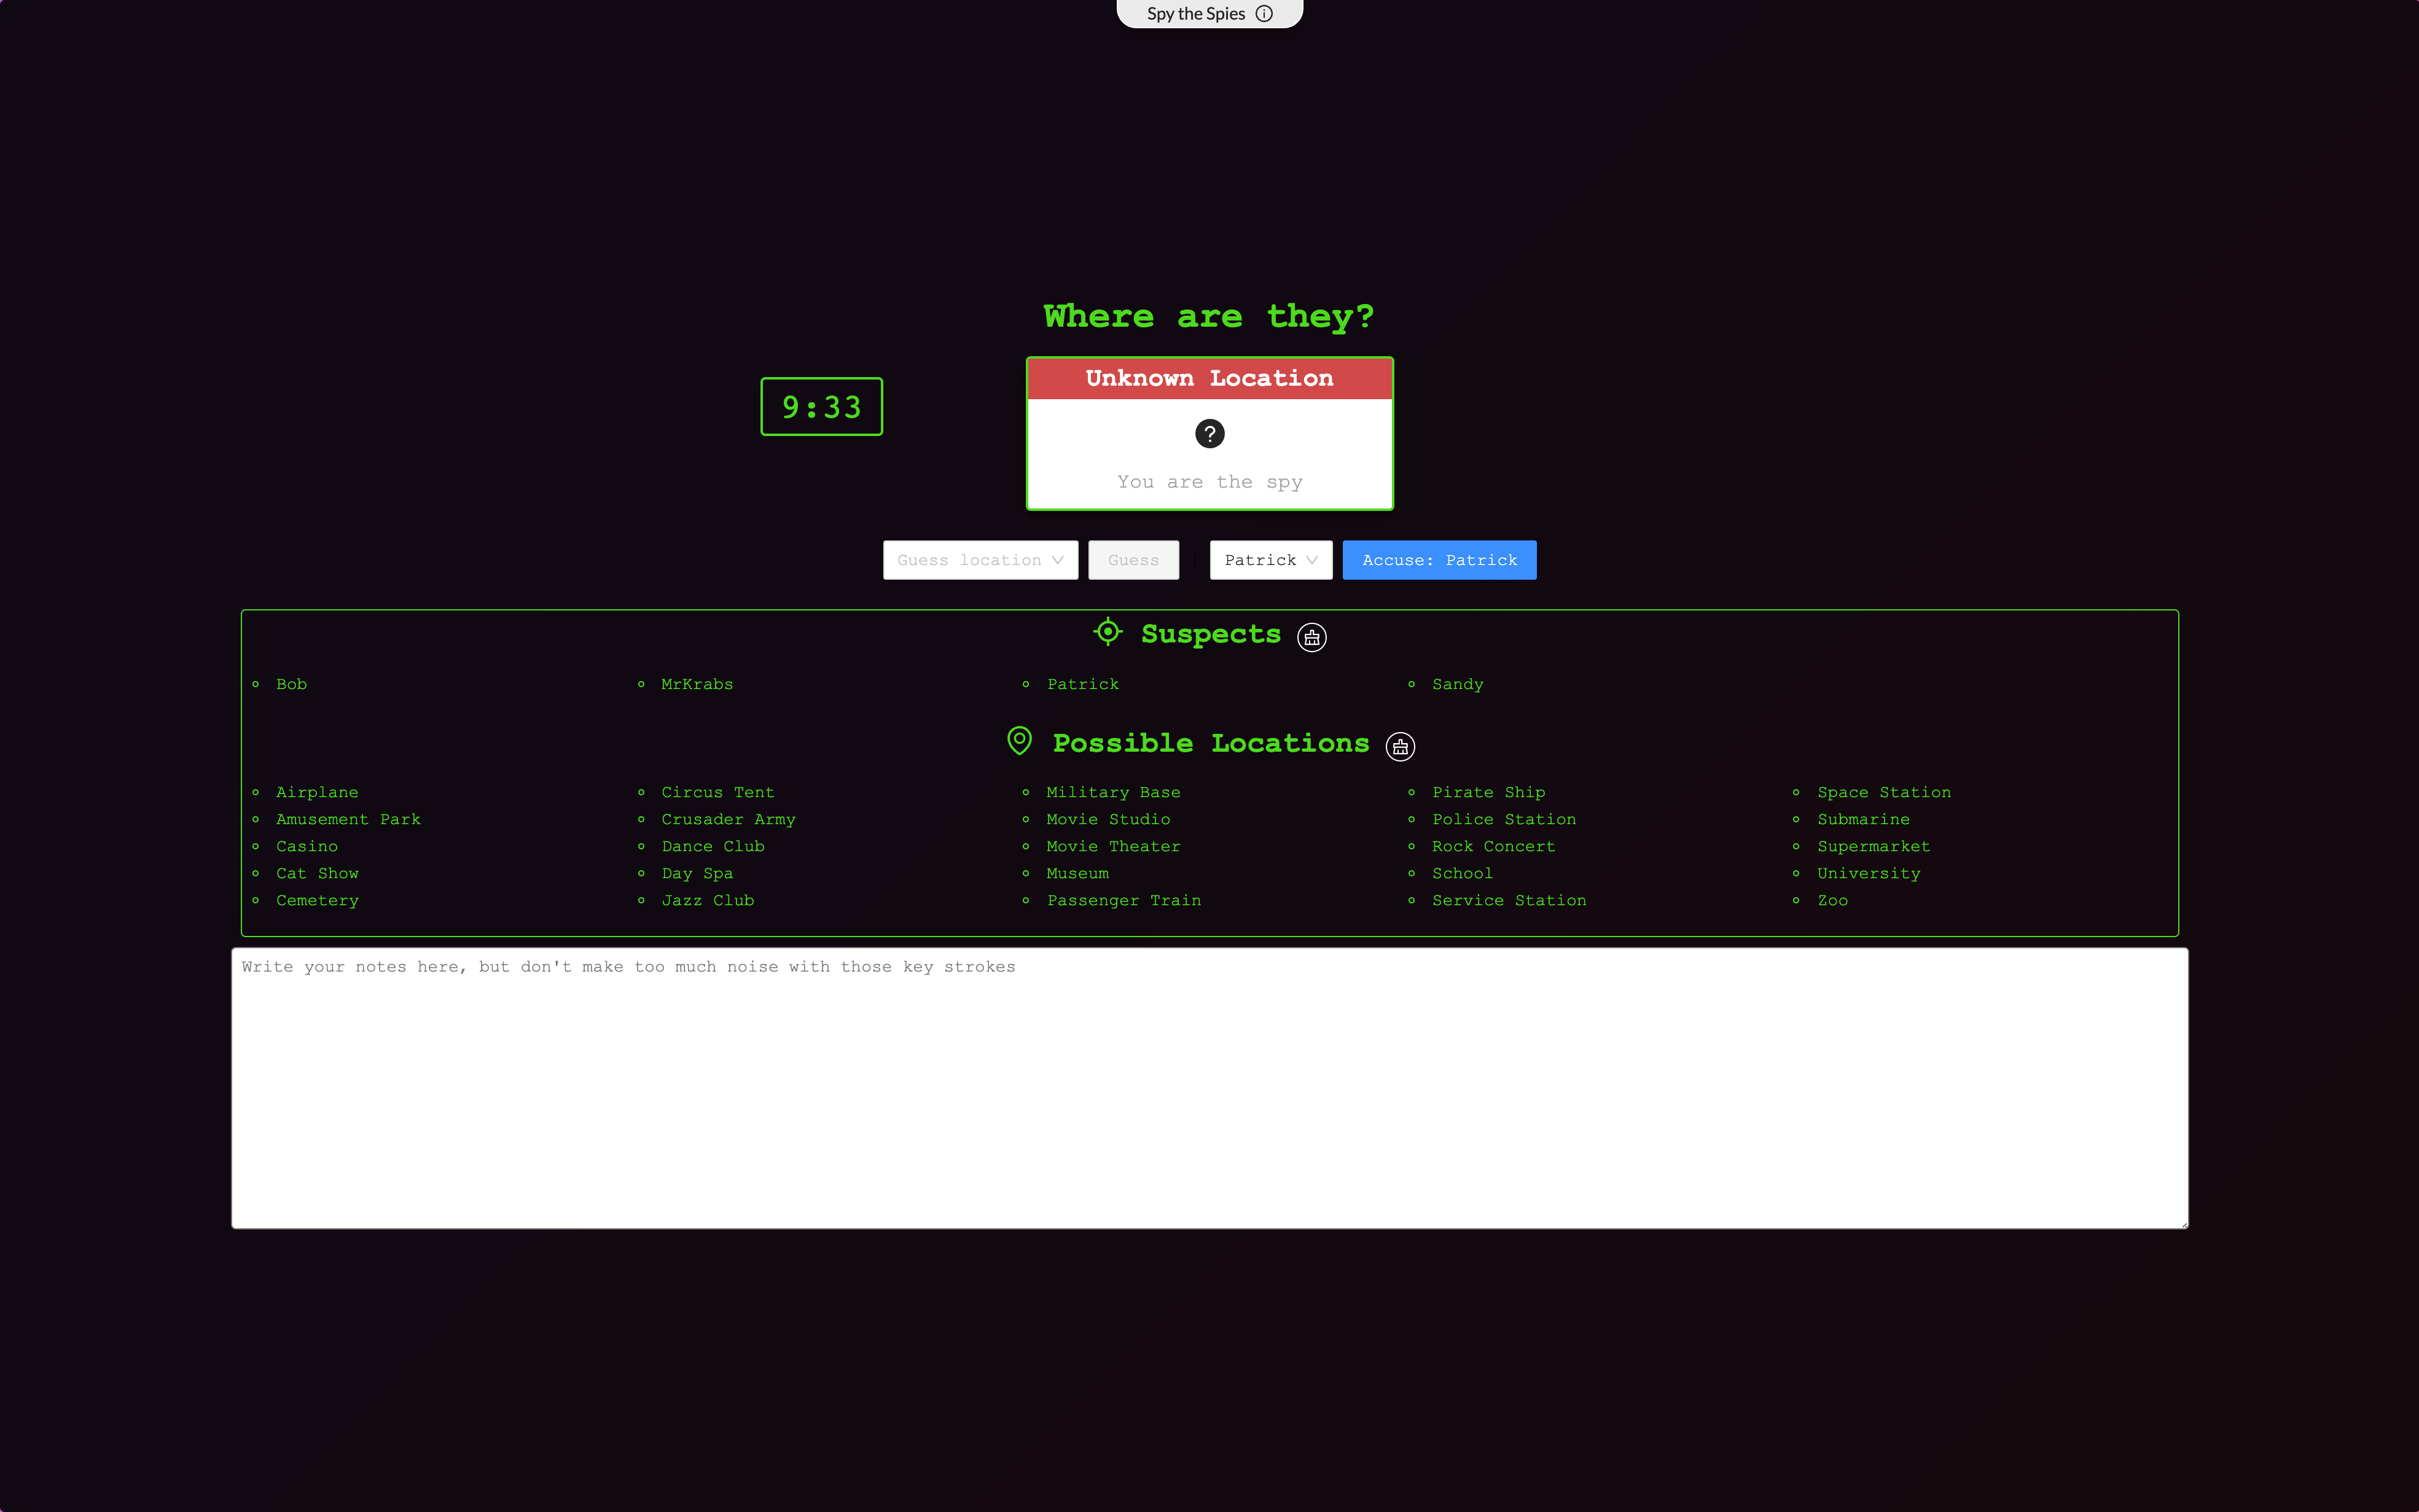 Spy the Spies
Where are they?
9:33
Unknown Location
?
You are the spy
Guess location Guess Patrick Accuse: Patrick
Suspects
Bob MrKrabs Patrick Sandy
Possible Locations
Airplane Circus Tent Military Base Pirate Ship Space Station
Amusement Park Crusader Army Movie Studio Police Station Submarine
Casino Dance Club Movie Theater Rock Concert Supermarket
Cat Show Day Spa Museum School University
Cemetery Jazz Club Passenger Train Service Station Zoo
Write your notes here, but don't make too much noise with those key strokes